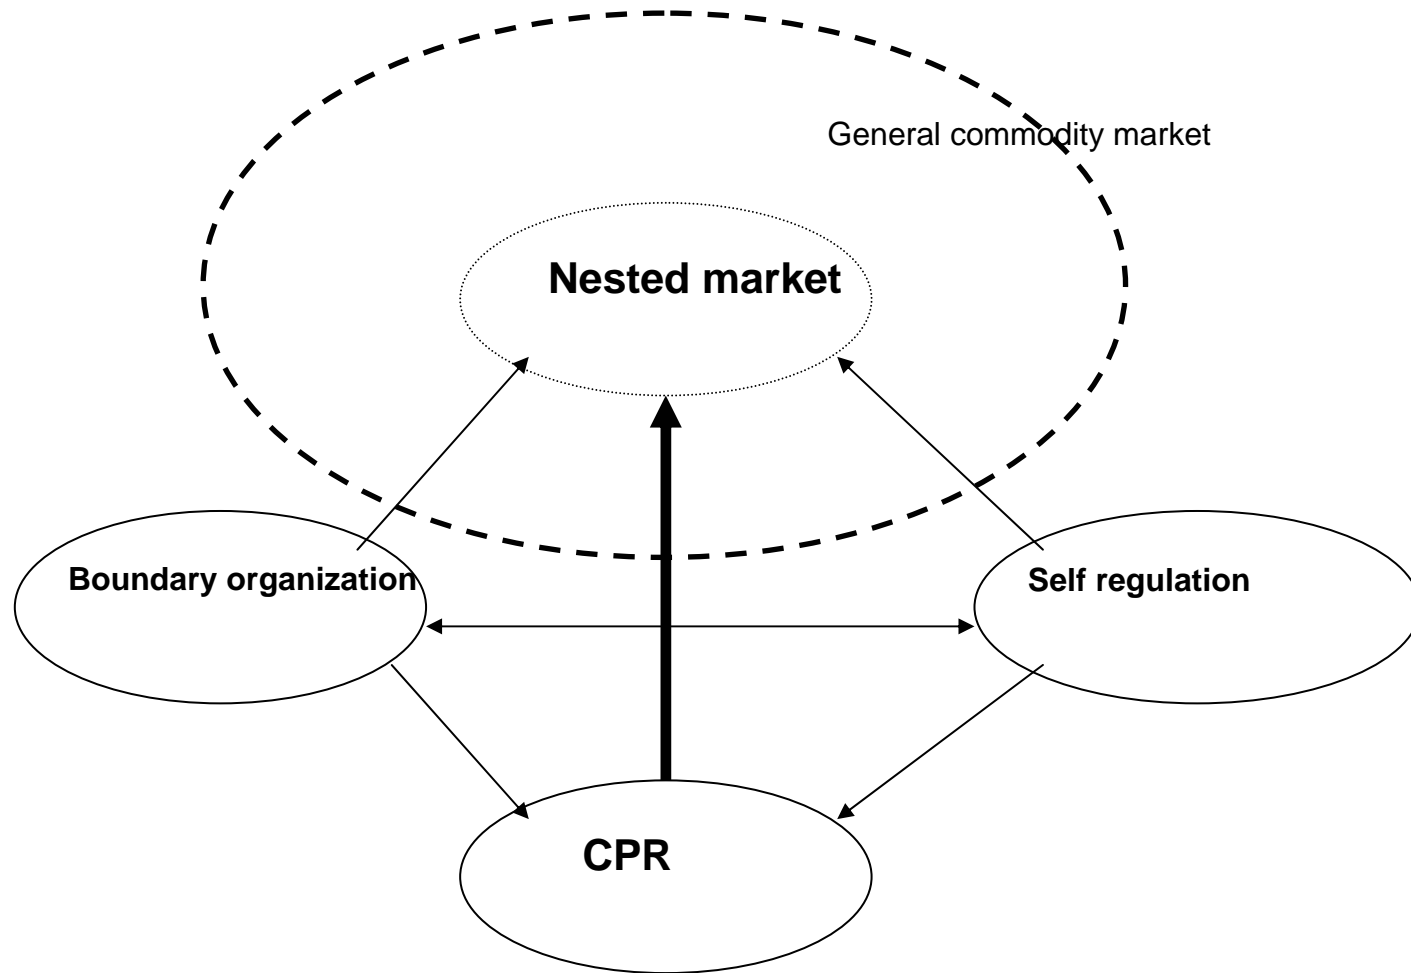 General commodity market
Nested market
Boundary organization
Self regulation
CPR